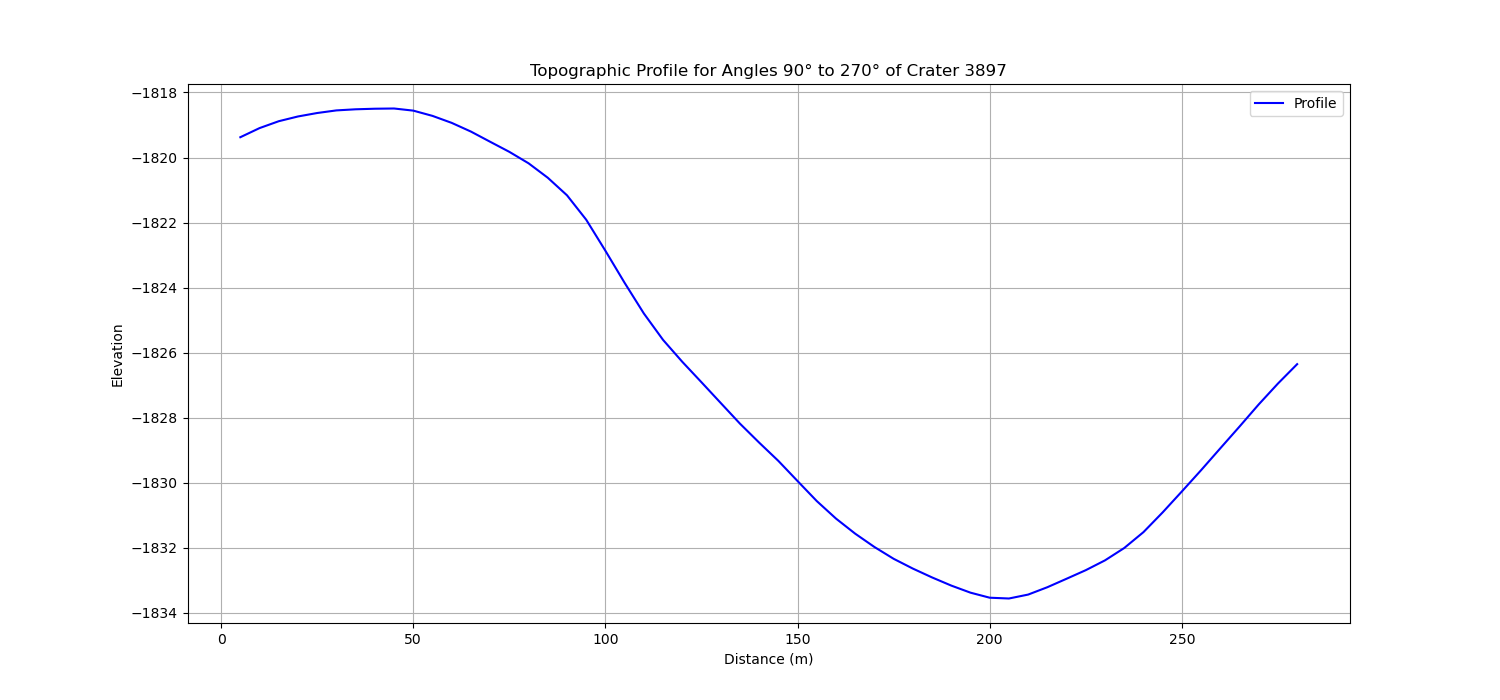 Topographic Profile for Angles 90° to 270° of Crater 3897
Profile
Elevation
−1818
−1820
−1822
−1824
−1826
−1828
−1830
−1832
−1834
0 50 100 150 200 250
Distance (m)